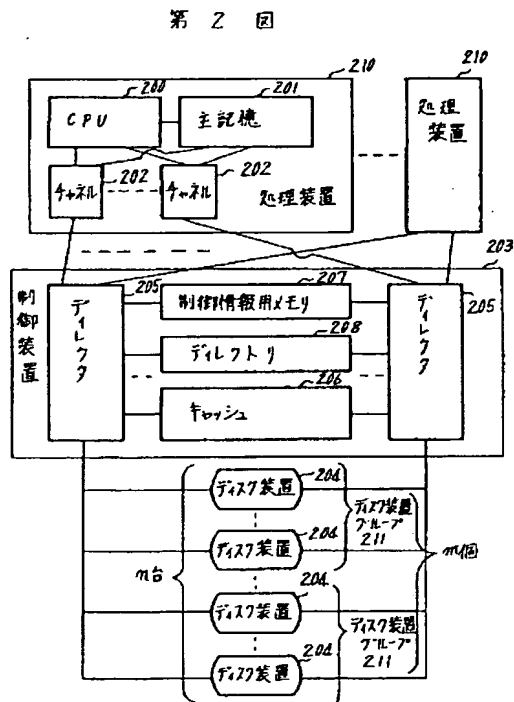 第 2 図
210
210
200
201
CPU
主記憶
処理
装置
チャネル
202
チャネル
202
処理装置
203
制御装置
205
ディレクタ
207
制御情報用メモリ
205
ディレクタ
208
ディレクトリ
206
キャッシュ
ディスク装置
204
ディスク装置
204
ディスク装置
グループ
211
n台
m個
ディスク装置
204
ディスク装置
204
ディスク装置
グループ
211